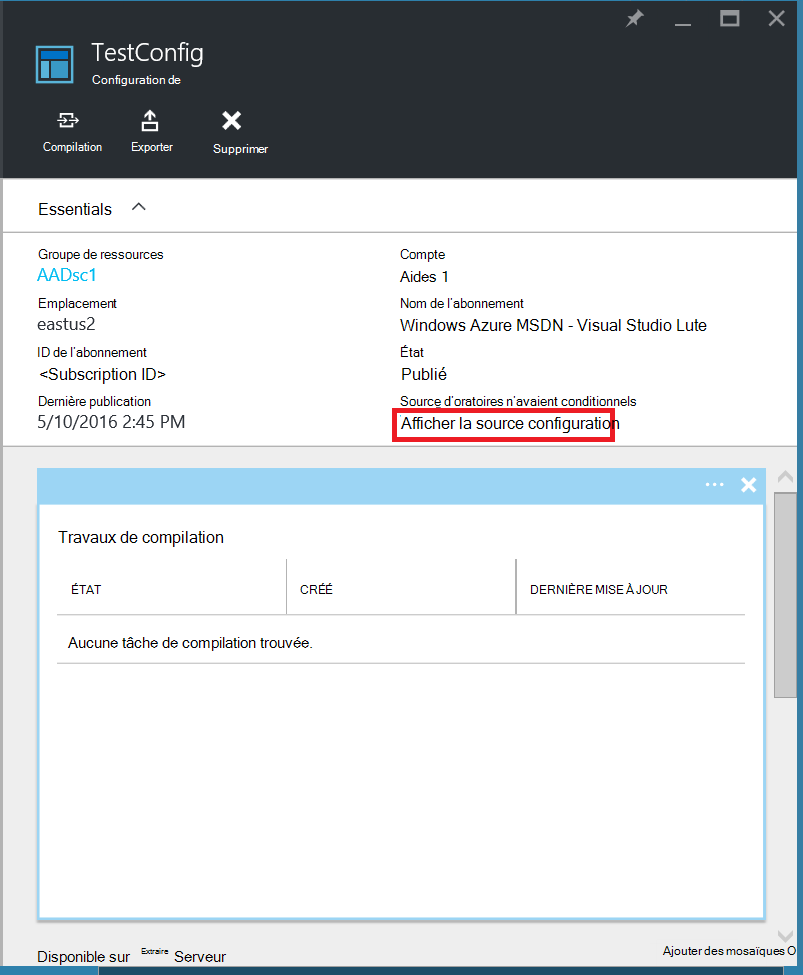 TestConfig
Configuration de
Compilation
Exporter
Supprimer
Essentials
Groupe de ressources
AADsc1
Compte
Aides 1
Emplacement
eastus2
Nom de l'abonnement
Windows Azure MSDN - Visual Studio Lute
ID de l'abonnement
<Subscription ID>
État
Publié
Dernière publication
5/10/2016 2:45 PM
Source d'oratoires n'avaient conditionnels
Afficher la source configuration
Travaux de compilation
ÉTAT
CRÉÉ
DERNIÈRE MISE À JOUR
Aucune tâche de compilation trouvée.
Disponible sur Extraire Serveur
Ajouter des mosaïques O